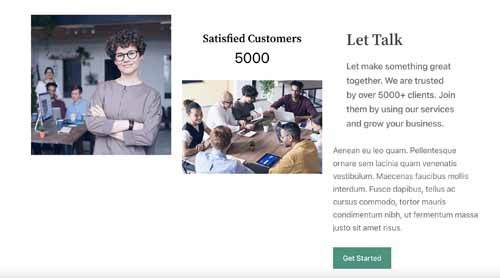 Satisfied Customers
5000
Let Talk
Let make something great
together. We are trusted
by over 5000+ clients. Join
them by using our services
and grow your business.
Aenean eu leo quam. Pellentesque
ornare sem lacinia quam venenatis
vestibulum. Maecenas faucibus mollis
interdum. Fusce dapibus, tellus ac
cursus commodo, tortor mauris
condimentum nibh, ut fermentum massa
justo sit amet risus.
Get Started